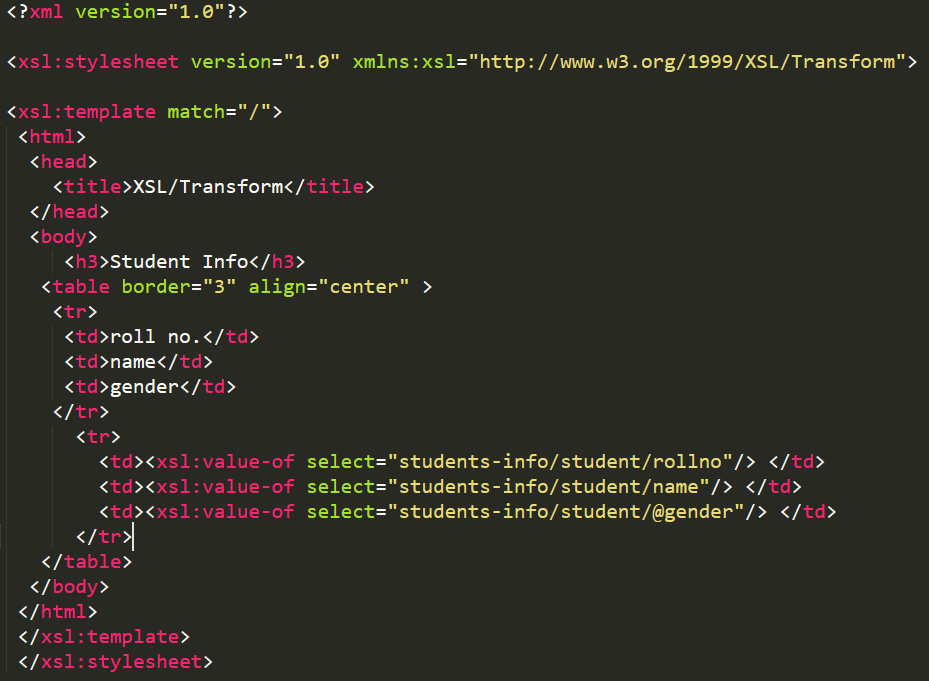 <?xml version="1.0"?>
<xsl:stylesheet version="1.0" xmlns:xsl="http://www.w3.org/1999/XSL/Transform">
<xsl:template match="/">
<html>
<head>
<title>XSL/Transform</title>
</head>
<body>
<h3>Student Info</h3>
<table border="3" align="center" >
<tr>
<td>roll no.</td>
<td>name</td>
<td>gender</td>
</tr>
<tr>
<td><xsl:value-of select="students-info/student/rollno"/> </td>
<td><xsl:value-of select="students-info/student/name"/> </td>
<td><xsl:value-of select="students-info/student/@gender"/> </td>
</tr>
</table>
</body>
</html>
</xsl:template>
</xsl:stylesheet>